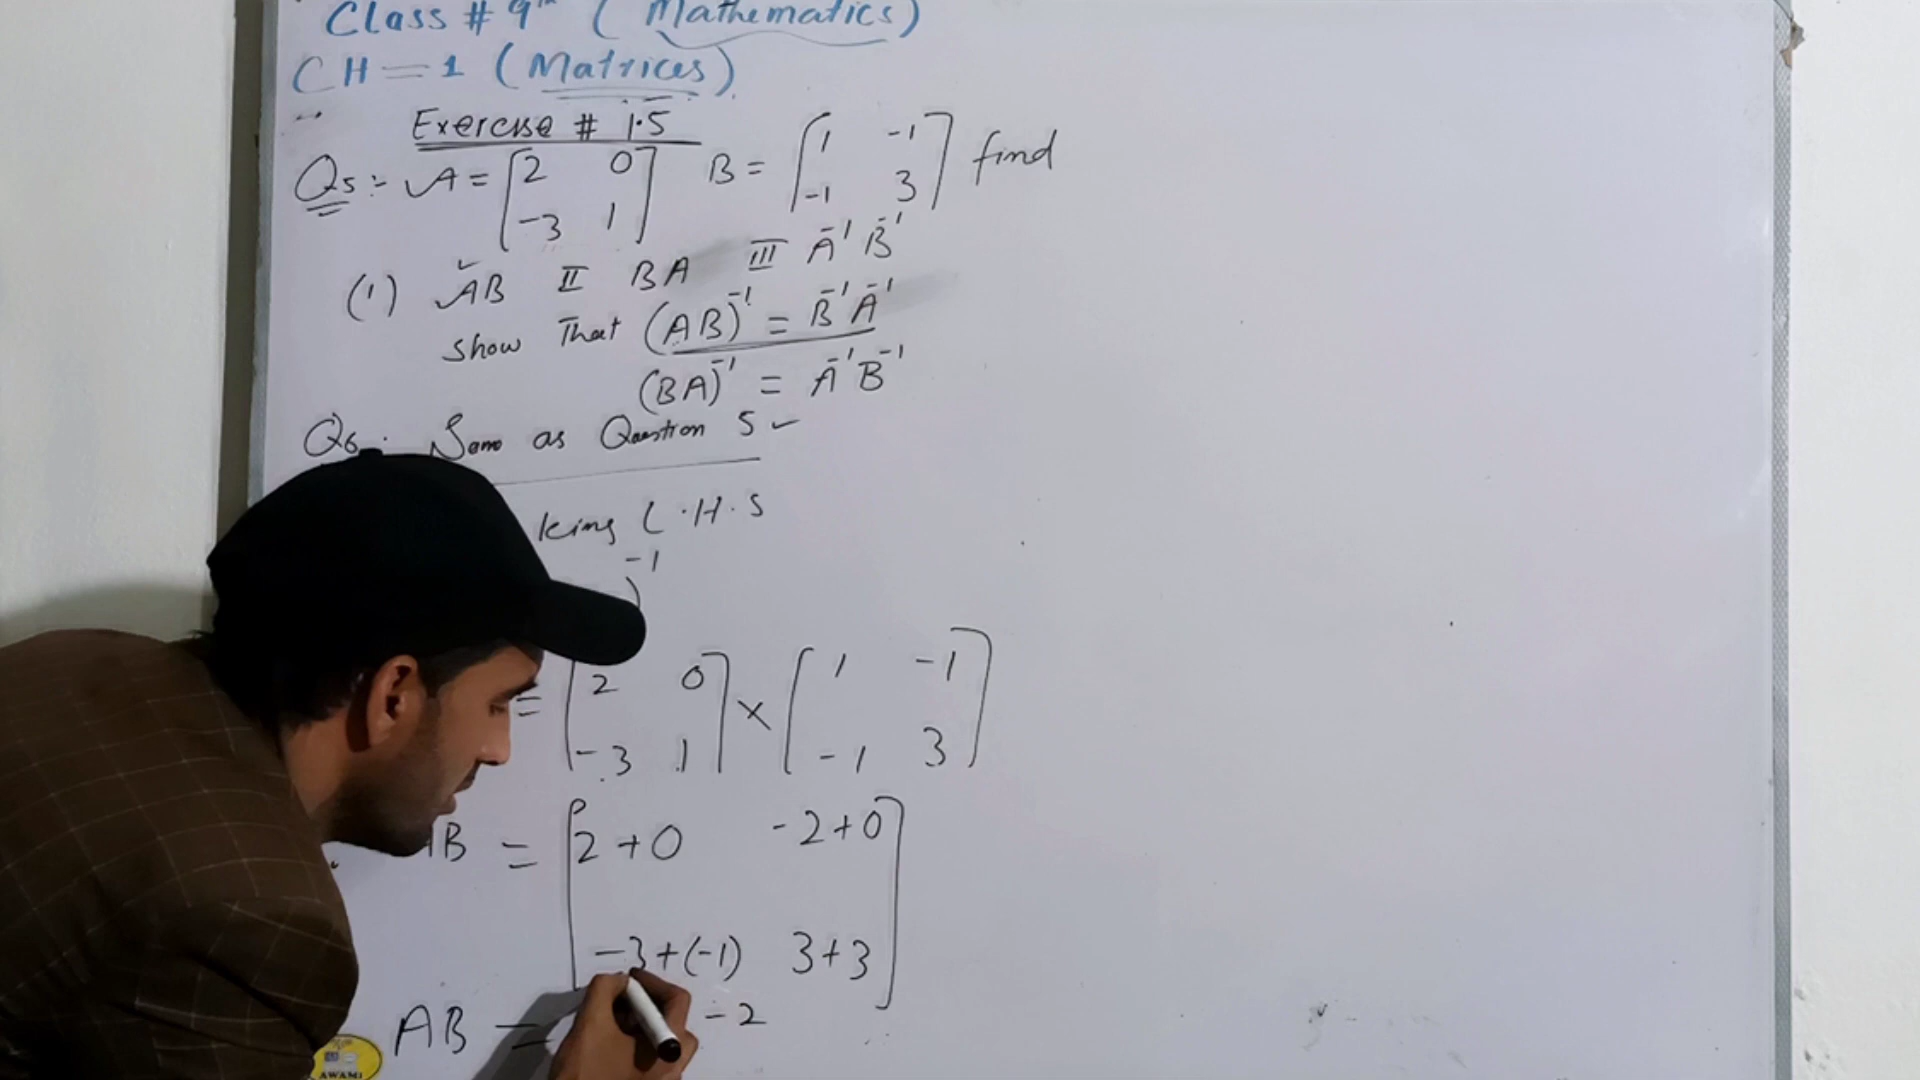 Class # 9th (Mathematics)
CH = 1 (Matrices)
Exercise # 1.5
Q5:- A = [2 0] B = [1 -1] find
[-3 1] [-1 3]
(1) AB II BA III A⁻¹ B⁻¹
show That (AB)⁻¹ = B⁻¹A⁻¹
(BA)⁻¹ = A⁻¹B⁻¹
Q6. Same as Question 5
king L.H.S
)⁻¹
= [2 0] × [1 -1]
[-3 1] [-1 3]
AB = [2+0 -2+0]
[-3+(-1) 3+3]
AB = -2
AWAMI